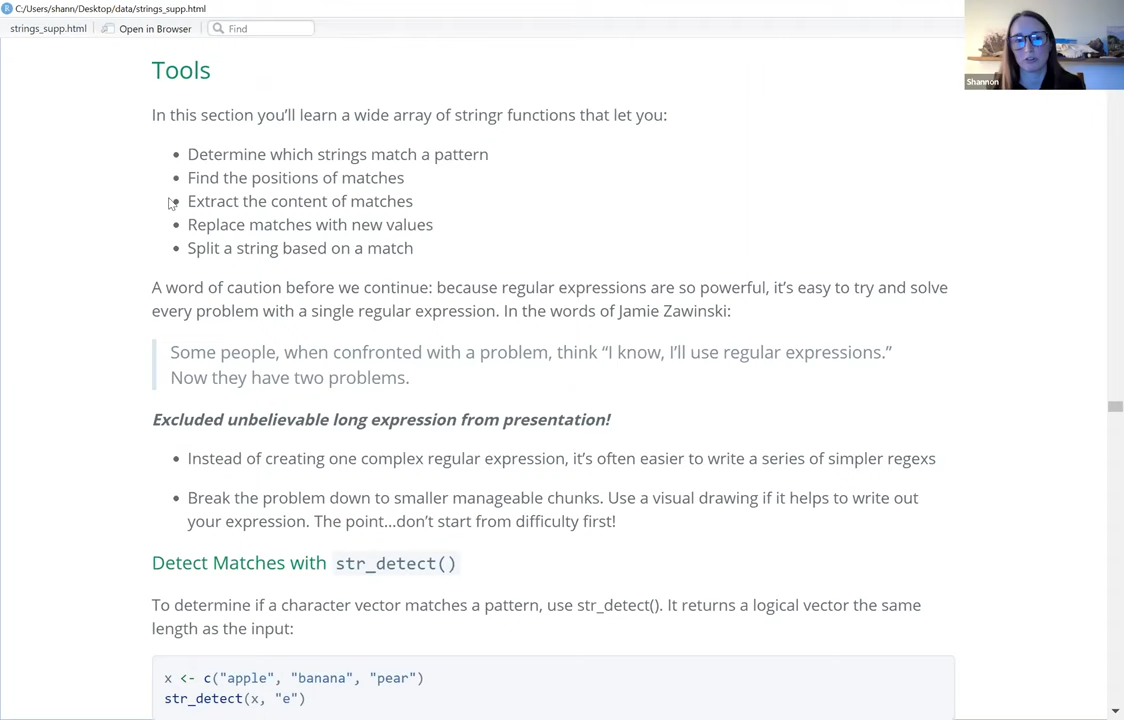 C:/Users/shann/Desktop/data/strings_supp.html
strings_supp.html
Open in Browser
Find
Shannon
Tools
In this section you'll learn a wide array of stringr functions that let you:
Determine which strings match a pattern
Find the positions of matches
Extract the content of matches
Replace matches with new values
Split a string based on a match
A word of caution before we continue: because regular expressions are so powerful, it's easy to try and solve
every problem with a single regular expression. In the words of Jamie Zawinski:
Some people, when confronted with a problem, think “I know, I'll use regular expressions.”
Now they have two problems.
Excluded unbelievable long expression from presentation!
Instead of creating one complex regular expression, it's often easier to write a series of simpler regexs
Break the problem down to smaller manageable chunks. Use a visual drawing if it helps to write out
your expression. The point...don't start from difficulty first!
Detect Matches with str_detect()
To determine if a character vector matches a pattern, use str_detect(). It returns a logical vector the same
length as the input:
x <- c("apple", "banana", "pear")
str_detect(x, "e")